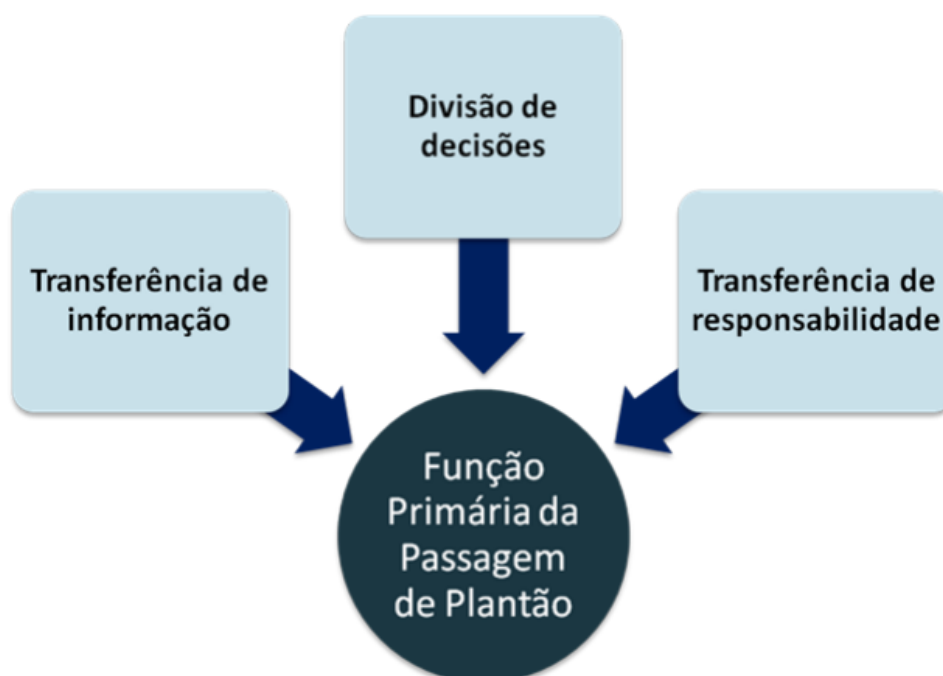 Divisão de
decisões
Transferência de
informação
Transferência de
responsabilidade
Função
Primária da
Passagem
de Plantão